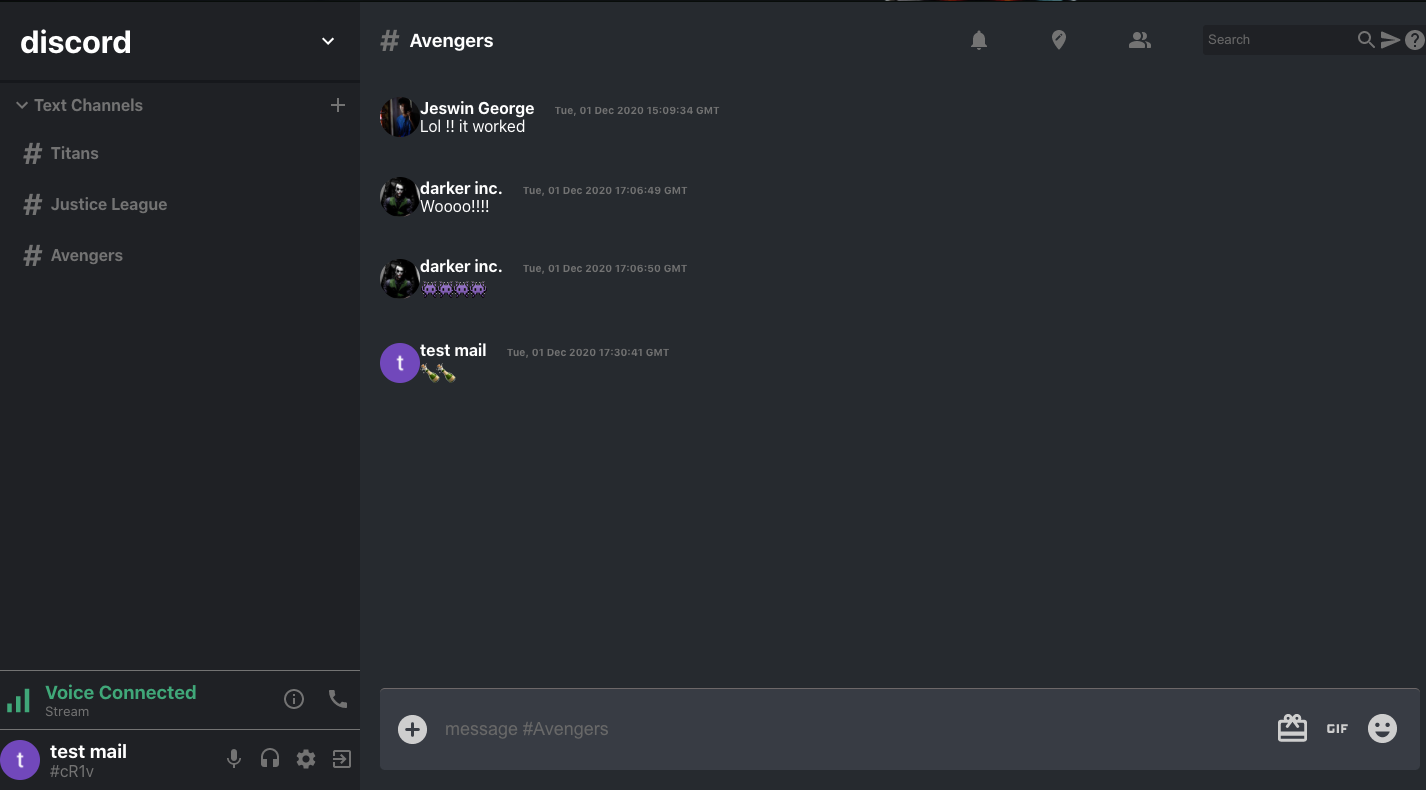 discord
Text Channels
# Titans
# Justice League
# Avengers
Voice Connected
Stream
t
test mail
#cR1v
# Avengers
Search
?
Jeswin George Tue, 01 Dec 2020 15:09:34 GMT
Lol !! it worked
darker inc. Tue, 01 Dec 2020 17:06:49 GMT
Woooo!!!!
darker inc. Tue, 01 Dec 2020 17:06:50 GMT
👾👾👾👾
t
test mail Tue, 01 Dec 2020 17:30:41 GMT
🍾🍾
message #Avengers
GIF